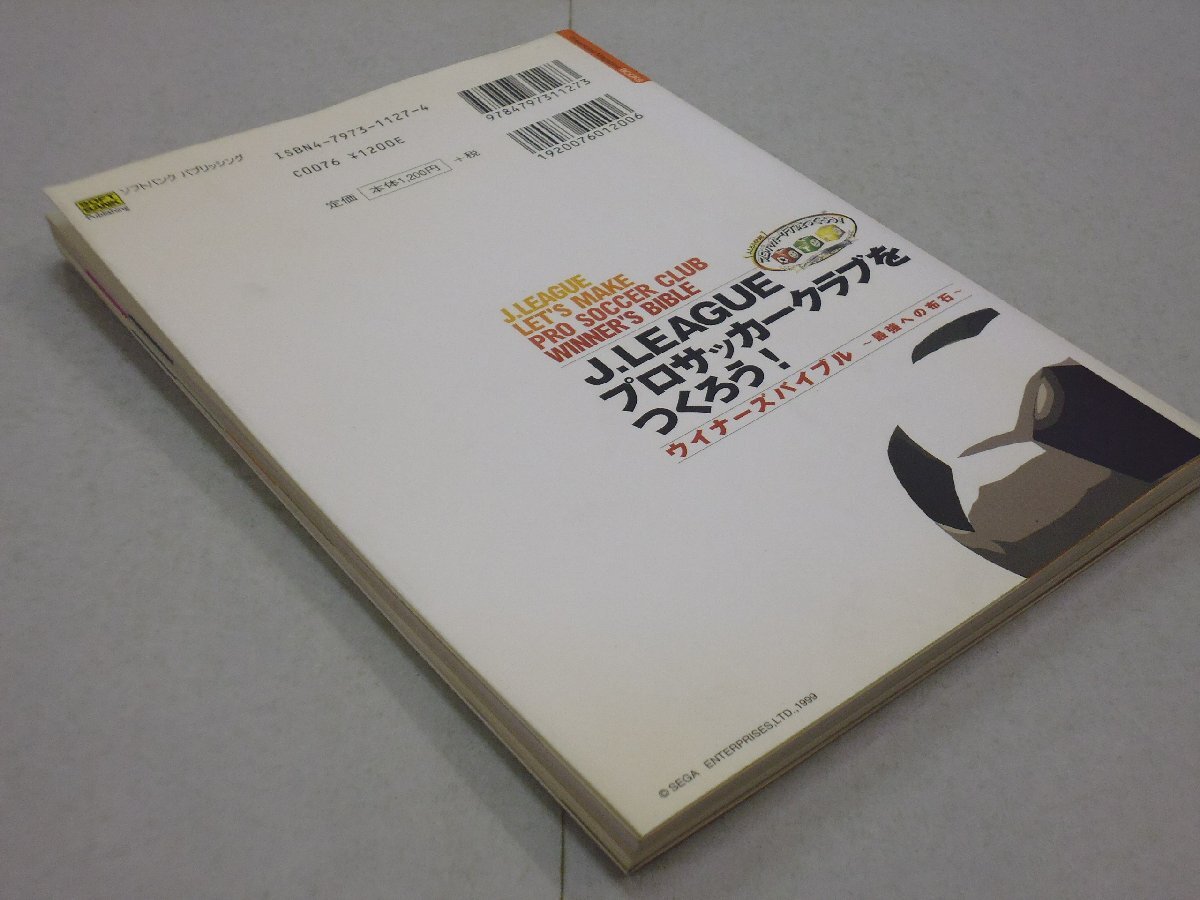 9784797311273
1920076012006
ISBN4-7973-1127-4
C0076 ¥1200E
定価 本体1,200円 +税
ソフトバンク パブリッシング
SOFT
BANK
Publishing
J.LEAGUE
LET'S MAKE
PRO SOCCER CLUB
WINNER'S BIBLE
J.LEAGUE
プロサッカークラブを
つくろう!
ウイナーズバイブル ~最強への布石~
© SEGA ENTERPRISES,LTD.,1999